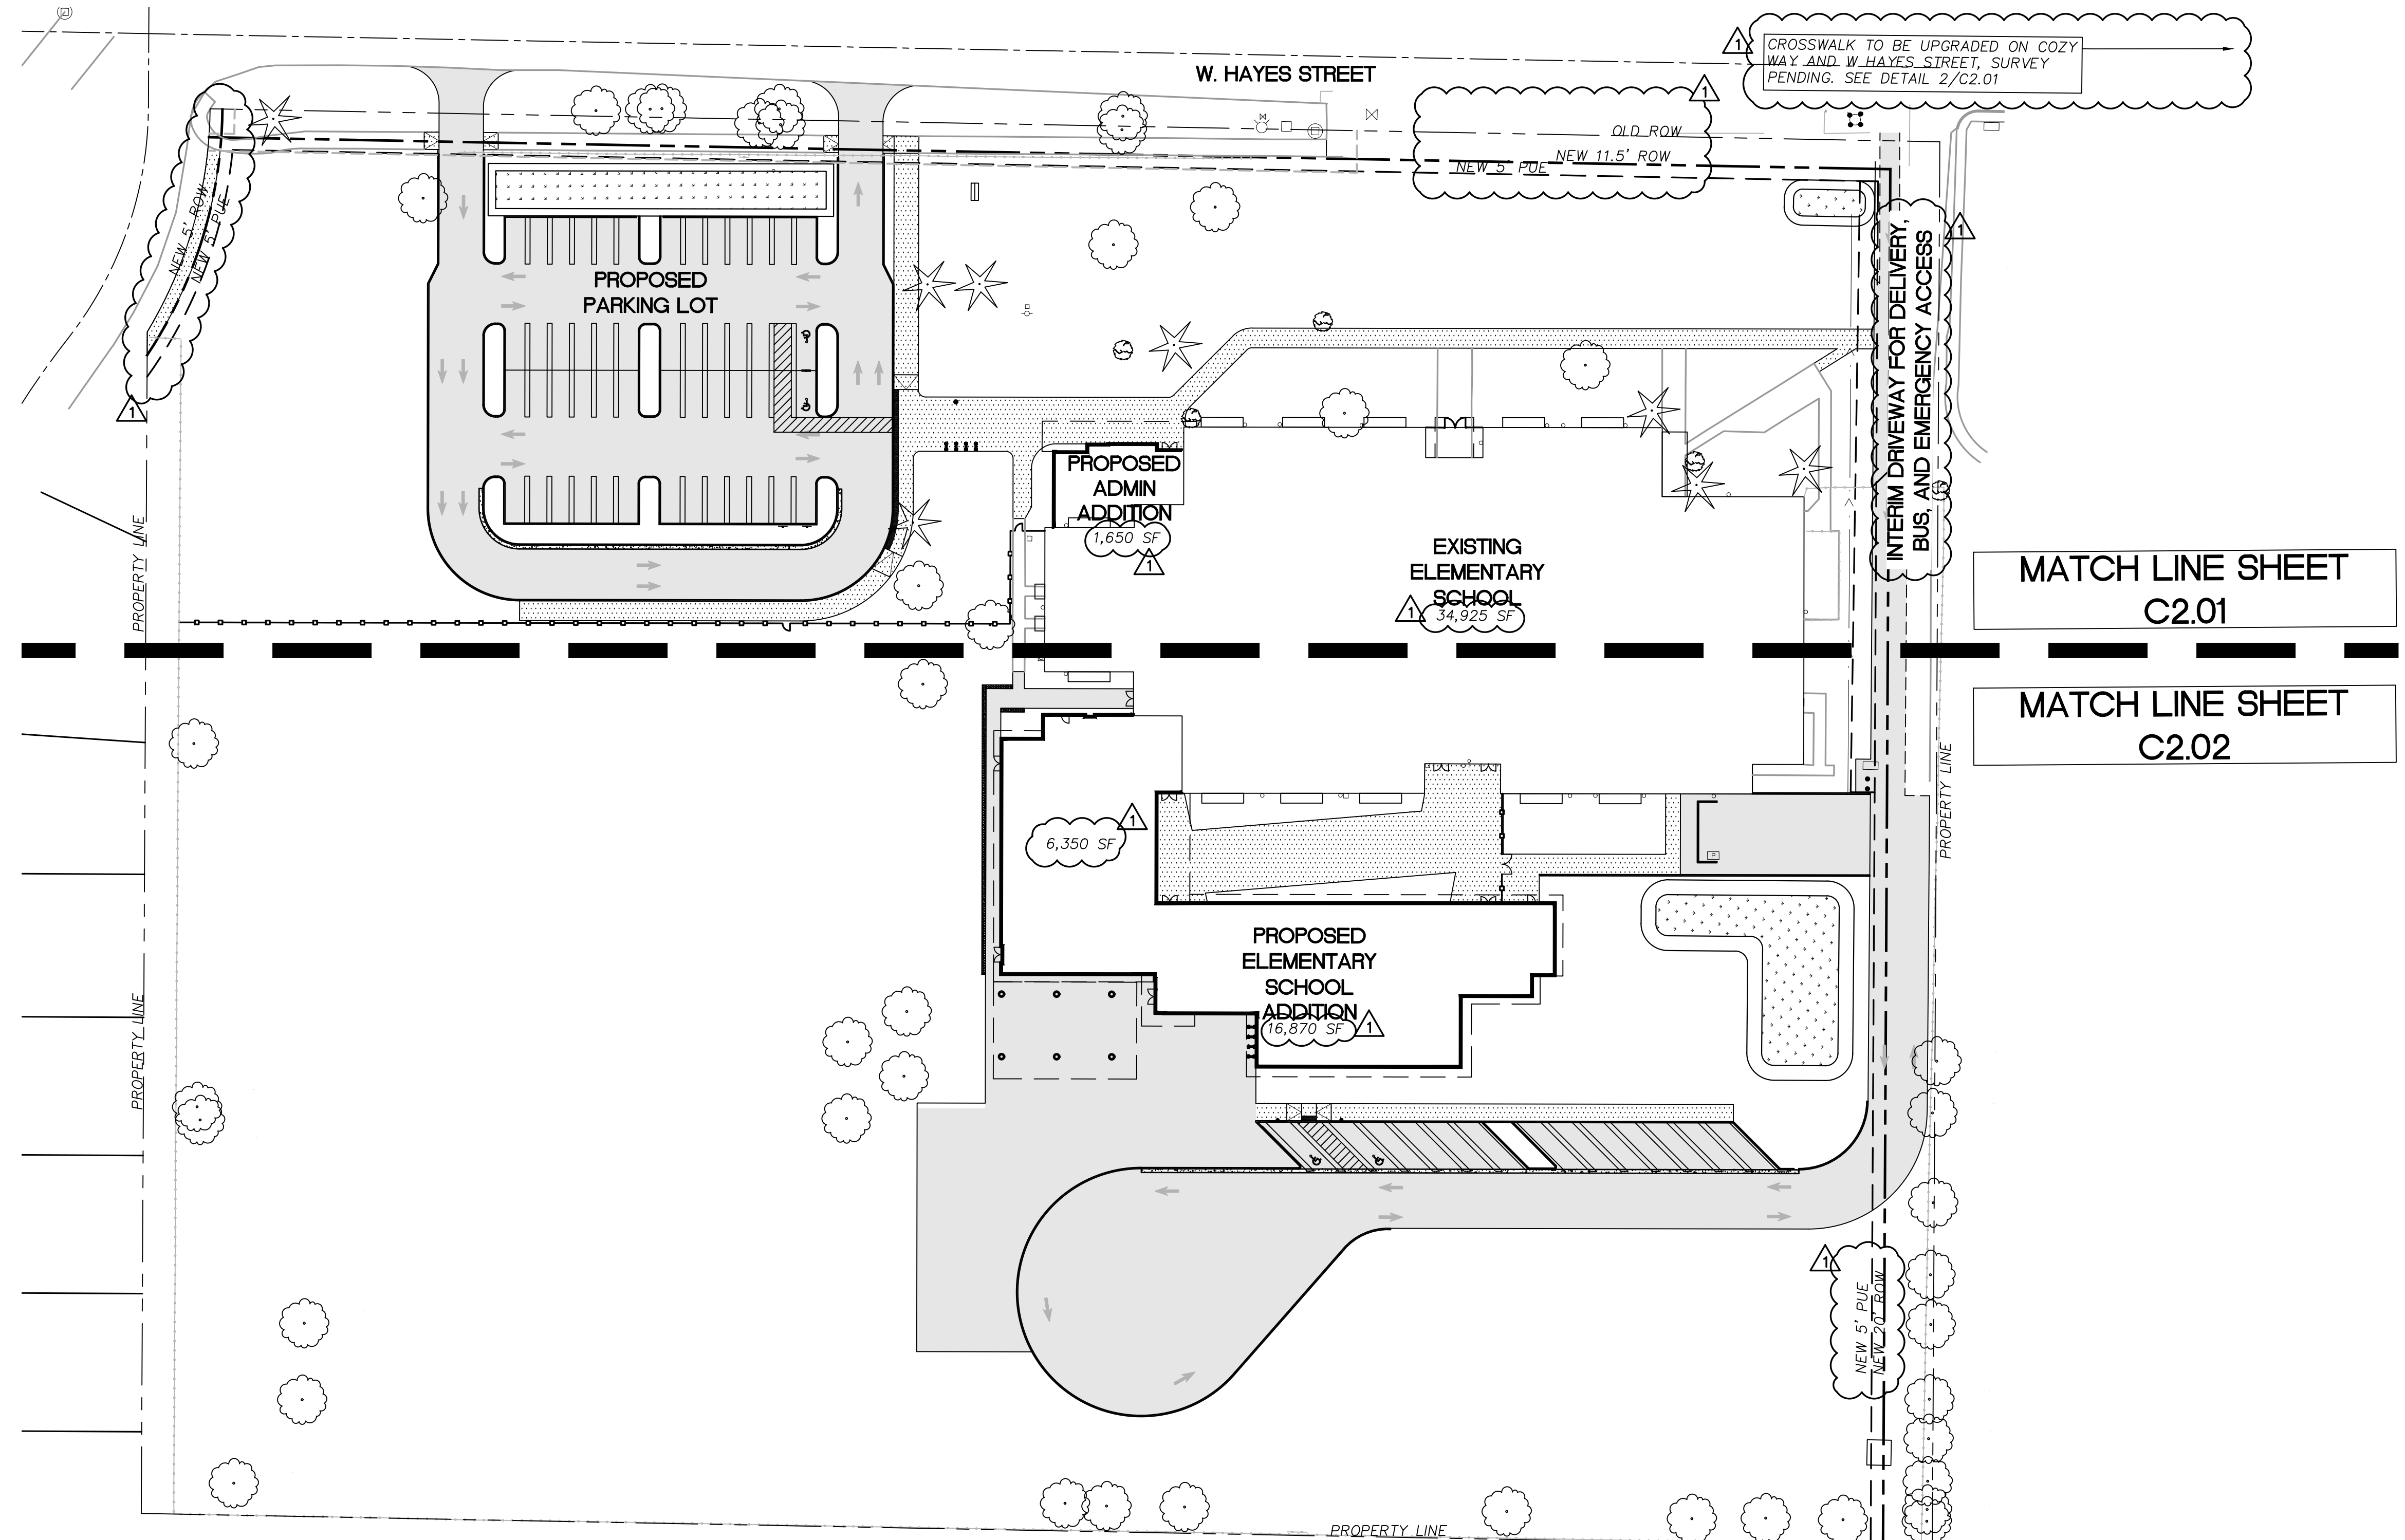 W. HAYES STREET
1
CROSSWALK TO BE UPGRADED ON COZY
WAY AND W HAYES STREET, SURVEY
PENDING. SEE DETAIL 2/C2.01
1
OLD ROW
NEW 11.5' ROW
NEW 5' PUE
NEW 5' ROW
NEW 5' PUE
1
PROPOSED
PARKING LOT
1
INTERIM DRIVEWAY FOR DELIVERY,
BUS, AND EMERGENCY ACCESS
PROPOSED
ADMIN
ADDITION
1,650 SF
1
EXISTING
ELEMENTARY
SCHOOL
34,925 SF
1
PROPERTY LINE
MATCH LINE SHEET
C2.01
MATCH LINE SHEET
C2.02
PROPERTY LINE
6,350 SF
1
P
PROPOSED
ELEMENTARY
SCHOOL
ADDITION
16,870 SF
1
PROPERTY LINE
1
NEW 5' PUE
NEW 20' ROW
PROPERTY LINE